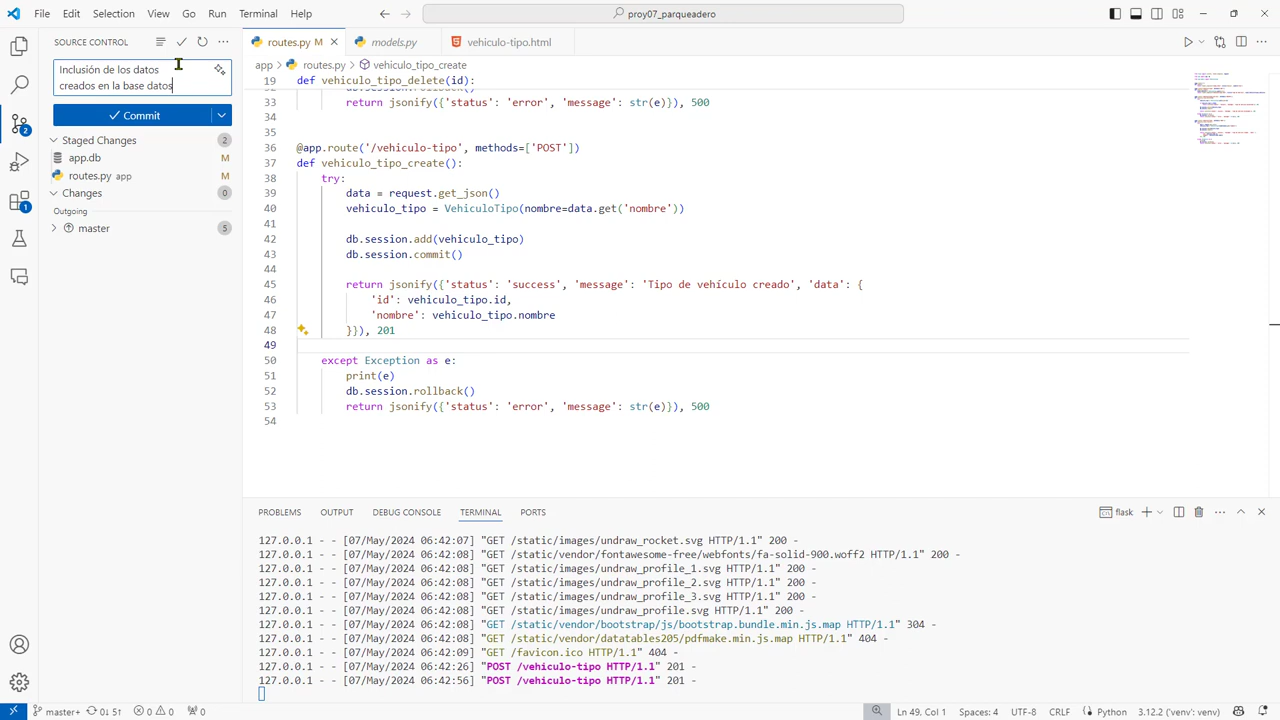 File Edit Selection View Go Run Terminal Help
proy07_parqueadero
SOURCE CONTROL
routes.py M
models.py
vehiculo-tipo.html
app > routes.py > vehiculo_tipo_create
Inclusión de los datos
creados en la base datos
Commit
Staged Changes
app.db M
routes.py app M
Changes 0
Outgoing
master 5
2
1
19 def vehiculo_tipo_delete(id):
33 return jsonify({'status': 'error', 'message': str(e)}), 500
34
35
36
37 def vehiculo_tipo_create():
38 try:
39 data = request.get_json()
40 vehiculo_tipo = VehiculoTipo(nombre=data.get('nombre'))
41
42 db.session.add(vehiculo_tipo)
43 db.session.commit()
44
45 return jsonify({'status': 'success', 'message': 'Tipo de vehículo creado', 'data': {
46 'id': vehiculo_tipo.id,
47 'nombre': vehiculo_tipo.nombre
48 }}), 201
49
50 except Exception as e:
51 print(e)
52 db.session.rollback()
53 return jsonify({'status': 'error', 'message': str(e)}), 500
54
PROBLEMS OUTPUT DEBUG CONSOLE TERMINAL PORTS
flask
127.0.0.1 - - [07/May/2024 06:42:07] "GET /static/images/undraw_rocket.svg HTTP/1.1" 200 -
127.0.0.1 - - [07/May/2024 06:42:08] "GET /static/vendor/fontawesome-free/webfonts/fa-solid-900.woff2 HTTP/1.1" 200 -
127.0.0.1 - - [07/May/2024 06:42:08] "GET /static/images/undraw_profile_1.svg HTTP/1.1" 200 -
127.0.0.1 - - [07/May/2024 06:42:08] "GET /static/images/undraw_profile_2.svg HTTP/1.1" 200 -
127.0.0.1 - - [07/May/2024 06:42:08] "GET /static/images/undraw_profile_3.svg HTTP/1.1" 200 -
127.0.0.1 - - [07/May/2024 06:42:08] "GET /static/images/undraw_profile.svg HTTP/1.1" 200 -
127.0.0.1 - - [07/May/2024 06:42:08] "GET /static/vendor/bootstrap/js/bootstrap.bundle.min.js.map HTTP/1.1" 304 -
127.0.0.1 - - [07/May/2024 06:42:08] "GET /static/vendor/datatables205/pdfmake.min.js.map HTTP/1.1" 404 -
127.0.0.1 - - [07/May/2024 06:42:09] "GET /favicon.ico HTTP/1.1" 404 -
127.0.0.1 - - [07/May/2024 06:42:26] "POST /vehiculo-tipo HTTP/1.1" 201 -
127.0.0.1 - - [07/May/2024 06:42:56] "POST /vehiculo-tipo HTTP/1.1" 201 -
master+ 0↓ 5↑ 0 0 0
Ln 49, Col 1 Spaces: 4 UTF-8 CRLF Python 3.12.2 ('venv': venv)